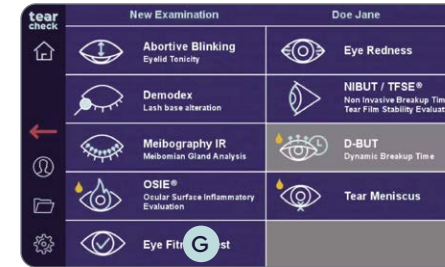 tear
check
New Examination
Doe Jane
Abortive Blinking
Eyelid Tonicity
Eye Redness
Demodex
Lash base alteration
NIBUT / TFSE®
Non Invasive Breakup Tim
Tear Film Stability Evaluat
Meibography IR
Meibomian Gland Analysis
D-BUT
Dynamic Breakup Time
OSIE®
Ocular Surface Inflammatory
Evaluation
Tear Meniscus
Eye Fit G st